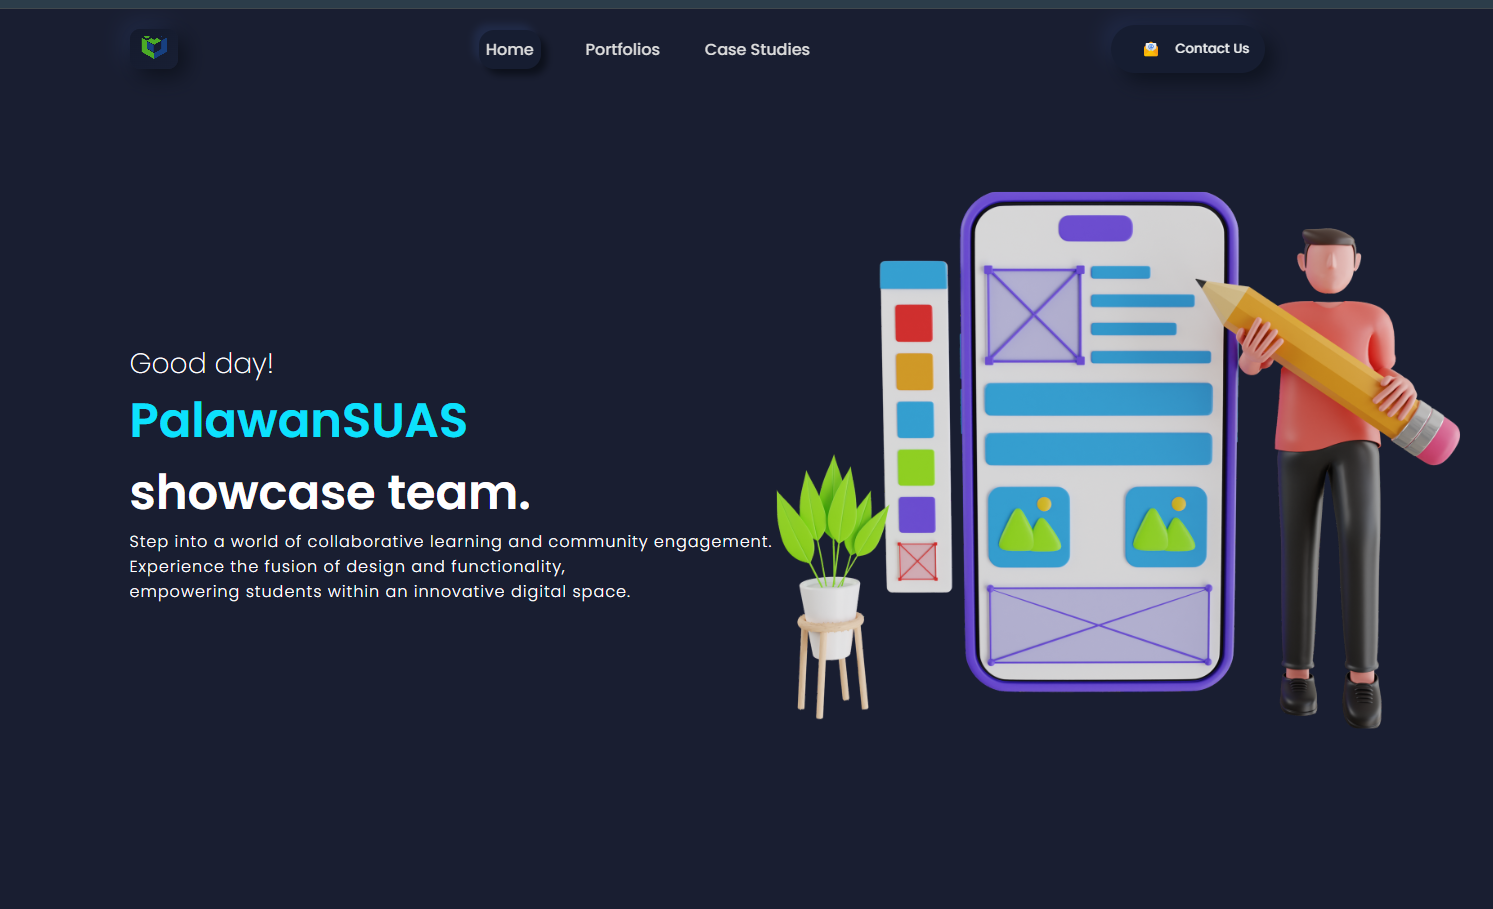 Home
Portfolios
Case Studies
Contact Us
Good day!
PalawanSUAS
showcase team.
Step into a world of collaborative learning and community engagement.
Experience the fusion of design and functionality,
empowering students within an innovative digital space.